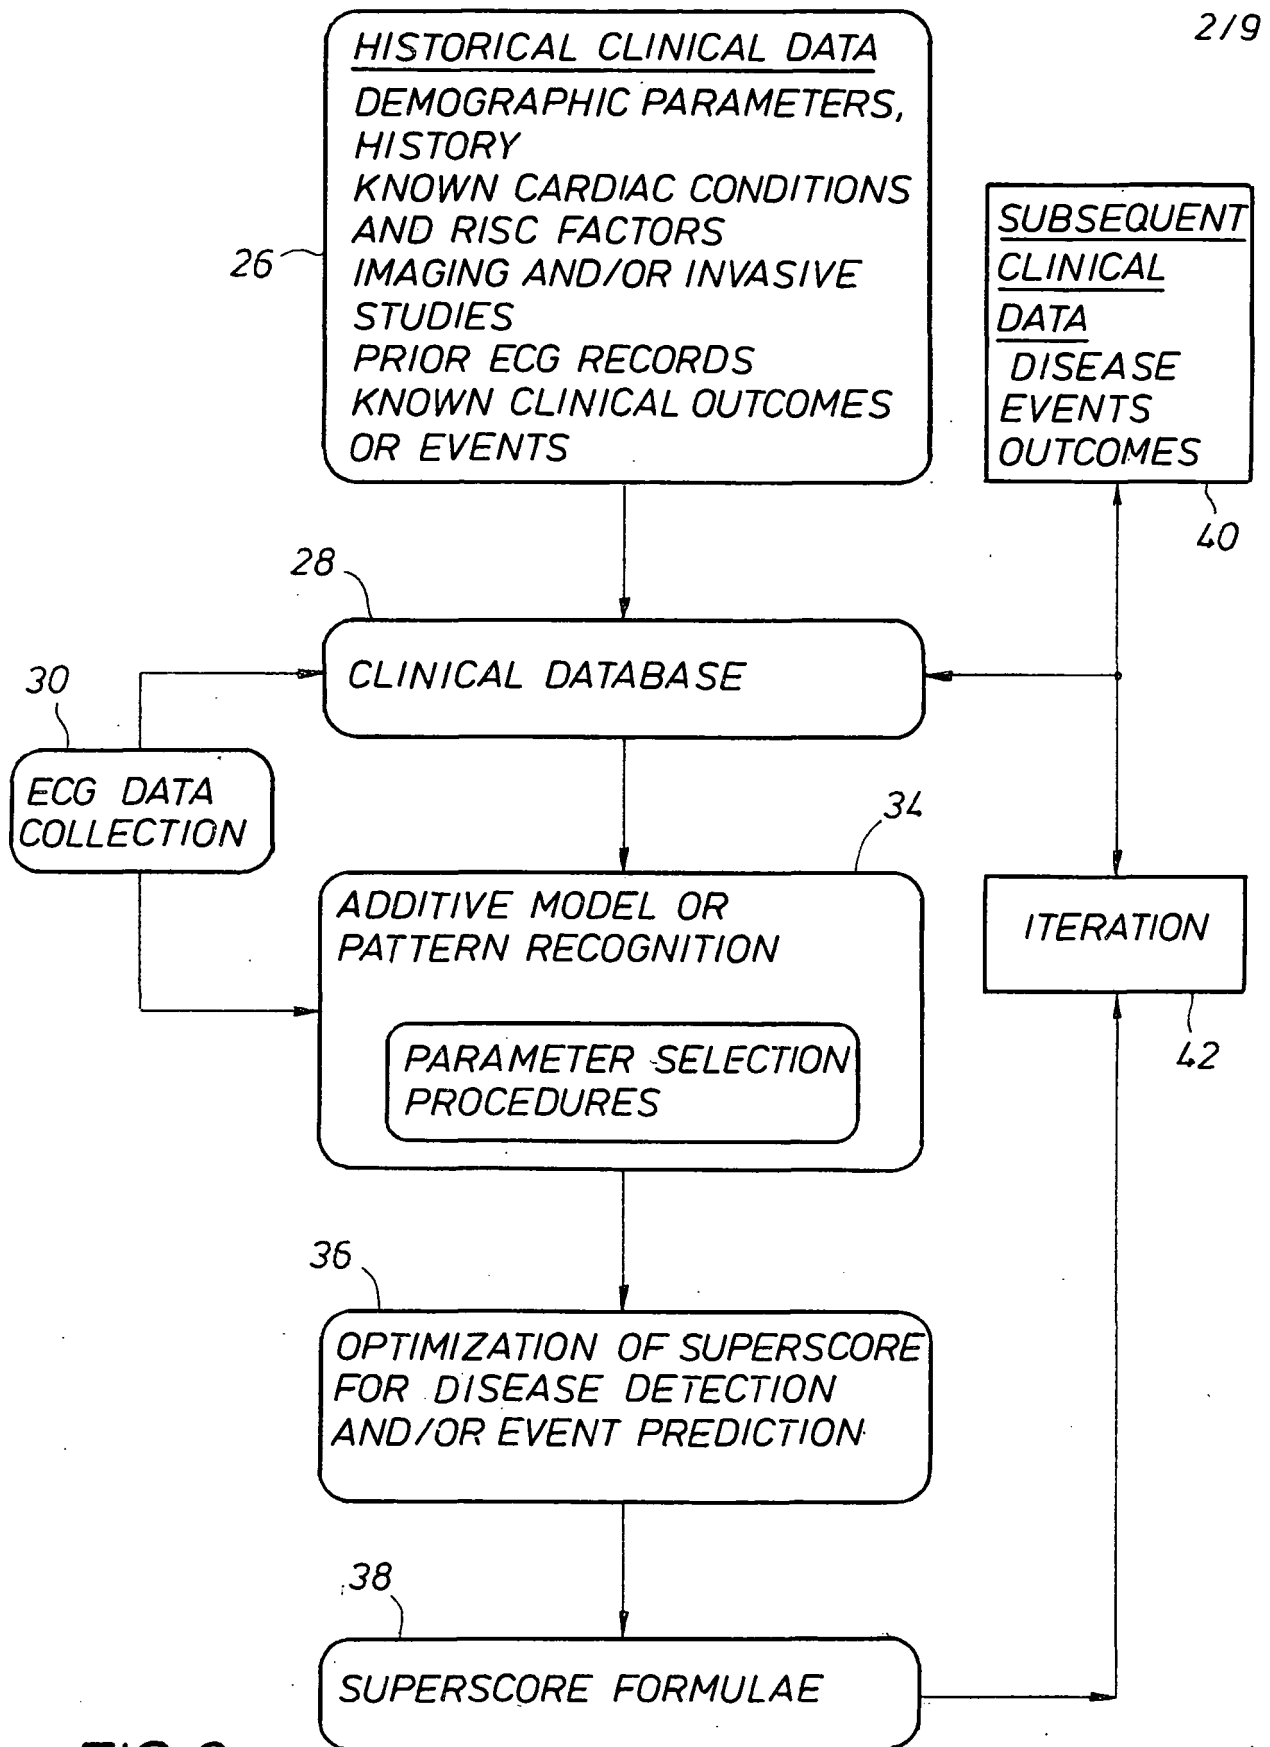 2/9
HISTORICAL CLINICAL DATA
DEMOGRAPHIC PARAMETERS,
HISTORY
KNOWN CARDIAC CONDITIONS
AND RISC FACTORS
IMAGING AND/OR INVASIVE
STUDIES
PRIOR ECG RECORDS
KNOWN CLINICAL OUTCOMES
OR EVENTS
26
SUBSEQUENT
CLINICAL
DATA
DISEASE
EVENTS
OUTCOMES
40
28
CLINICAL DATABASE
30
ECG DATA
COLLECTION
34
ADDITIVE MODEL OR
PATTERN RECOGNITION
PARAMETER SELECTION
PROCEDURES
ITERATION
42
36
OPTIMIZATION OF SUPERSCORE
FOR DISEASE DETECTION
AND/OR EVENT PREDICTION
38
SUPERSCORE FORMULAE